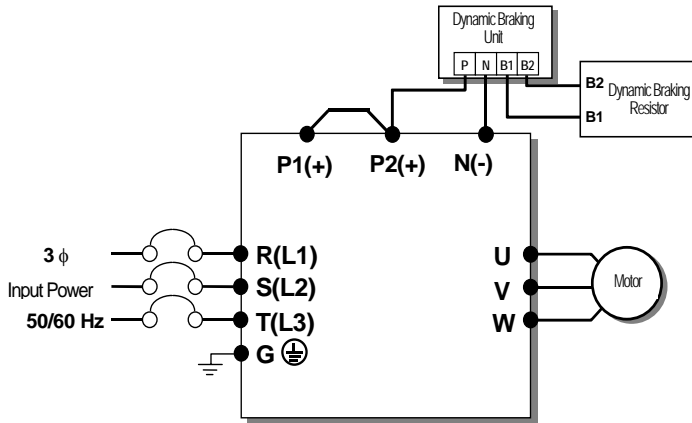 Dynamic Braking
Unit
P N B1 B2
B2
B1
Dynamic Braking
Resistor
P1(+) P2(+) N(-)
3 ϕ
Input Power
50/60 Hz
R(L1)
S(L2)
T(L3)
G
U
V
W
Motor